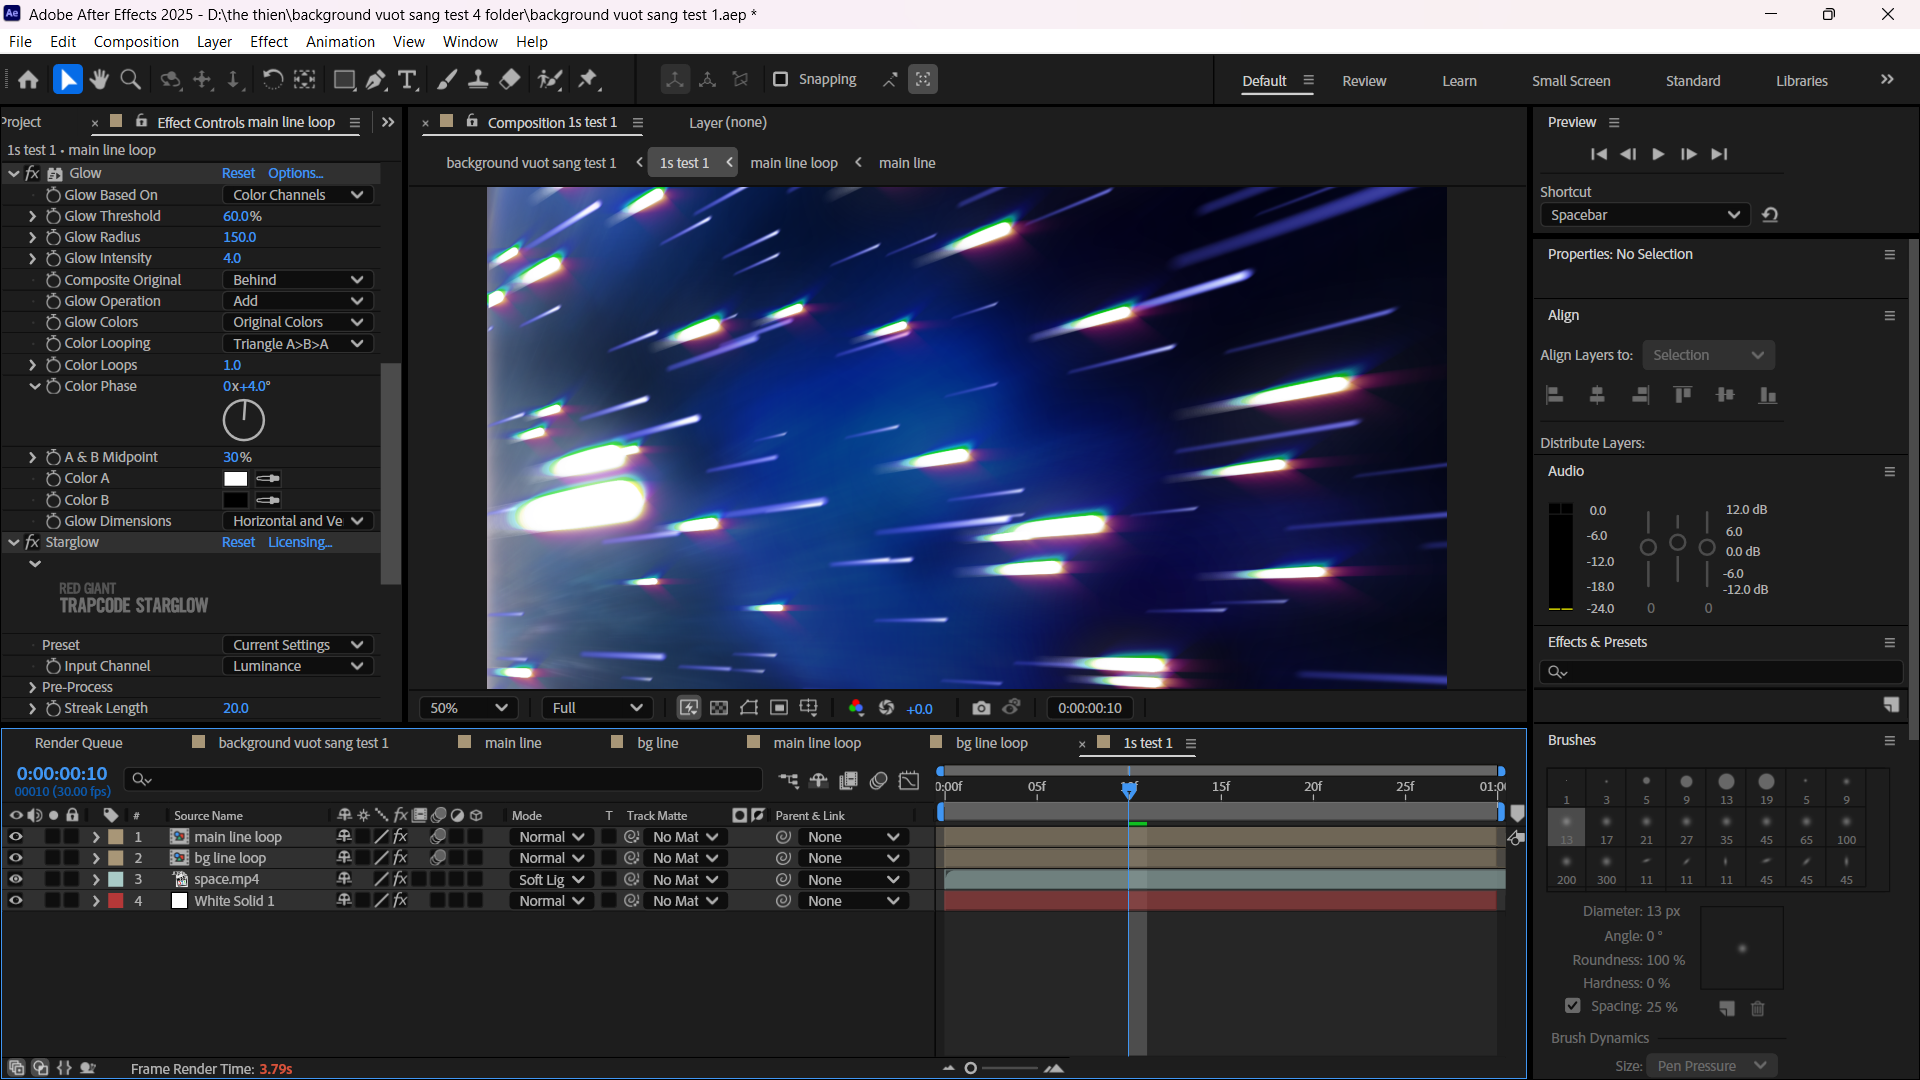 Adobe After Effects 2025 - D:\the thien\background vuot sang test 4 folder\background vuot sang test 1.aep *
File Edit Composition Layer Effect Animation View Window Help
Snapping
Default Review Learn Small Screen Standard Libraries
Project Effect Controls main line loop
1s test 1 • main line loop
Glow Reset Options...
Glow Based On Color Channels
Glow Threshold 60.0%
Glow Radius 150.0
Glow Intensity 4.0
Composite Original Behind
Glow Operation Add
Glow Colors Original Colors
Color Looping Triangle A>B>A
Color Loops 1.0
Color Phase 0x+4.0°
A & B Midpoint 30%
Color A
Color B
Glow Dimensions Horizontal and Ve
Starglow Reset Licensing...
RED GIANT
TRAPCODE STARGLOW
Preset Current Settings
Input Channel Luminance
Pre-Process
Streak Length 20.0
Composition 1s test 1 Layer (none)
background vuot sang test 1 1s test 1 main line loop main line
50% Full +0.0 0:00:00:10
Preview
Shortcut
Spacebar
Properties: No Selection
Align
Align Layers to: Selection
Distribute Layers:
Audio
0.0 12.0 dB
-6.0 6.0
-12.0 0.0 dB
-18.0 -6.0
-24.0 0 0 -12.0 dB
Effects & Presets
Brushes
1 3 5 9 13 19 5 9
13 17 21 27 35 45 65 100
200 300 11 11 11 45 45 45
Diameter: 13 px
Angle: 0 °
Roundness: 100 %
Hardness: 0 %
Spacing: 25 %
Brush Dynamics
Size: Pen Pressure
Render Queue background vuot sang test 1 main line bg line main line loop bg line loop 1s test 1
0:00:00:10
00010 (30.00 fps)
0:00f 05f 10f 15f 20f 25f 01:0
# Source Name Mode T Track Matte Parent & Link
1 main line loop Normal No Mat None
2 bg line loop Normal No Mat None
3 space.mp4 Soft Lig No Mat None
4 White Solid 1 Normal No Mat None
Frame Render Time: 3.79s